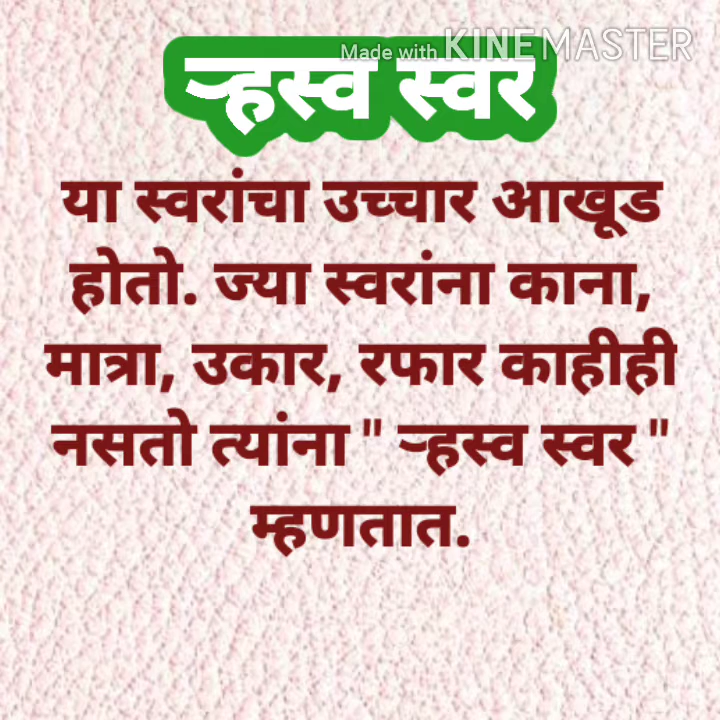 Made with KINEMASTER
ऱ्हस्व स्वर
या स्वरांचा उच्चार आखूड
होतो. ज्या स्वरांना काना,
मात्रा, उकार, रफार काहीही
नसतो त्यांना " ऱ्हस्व स्वर "
म्हणतात.